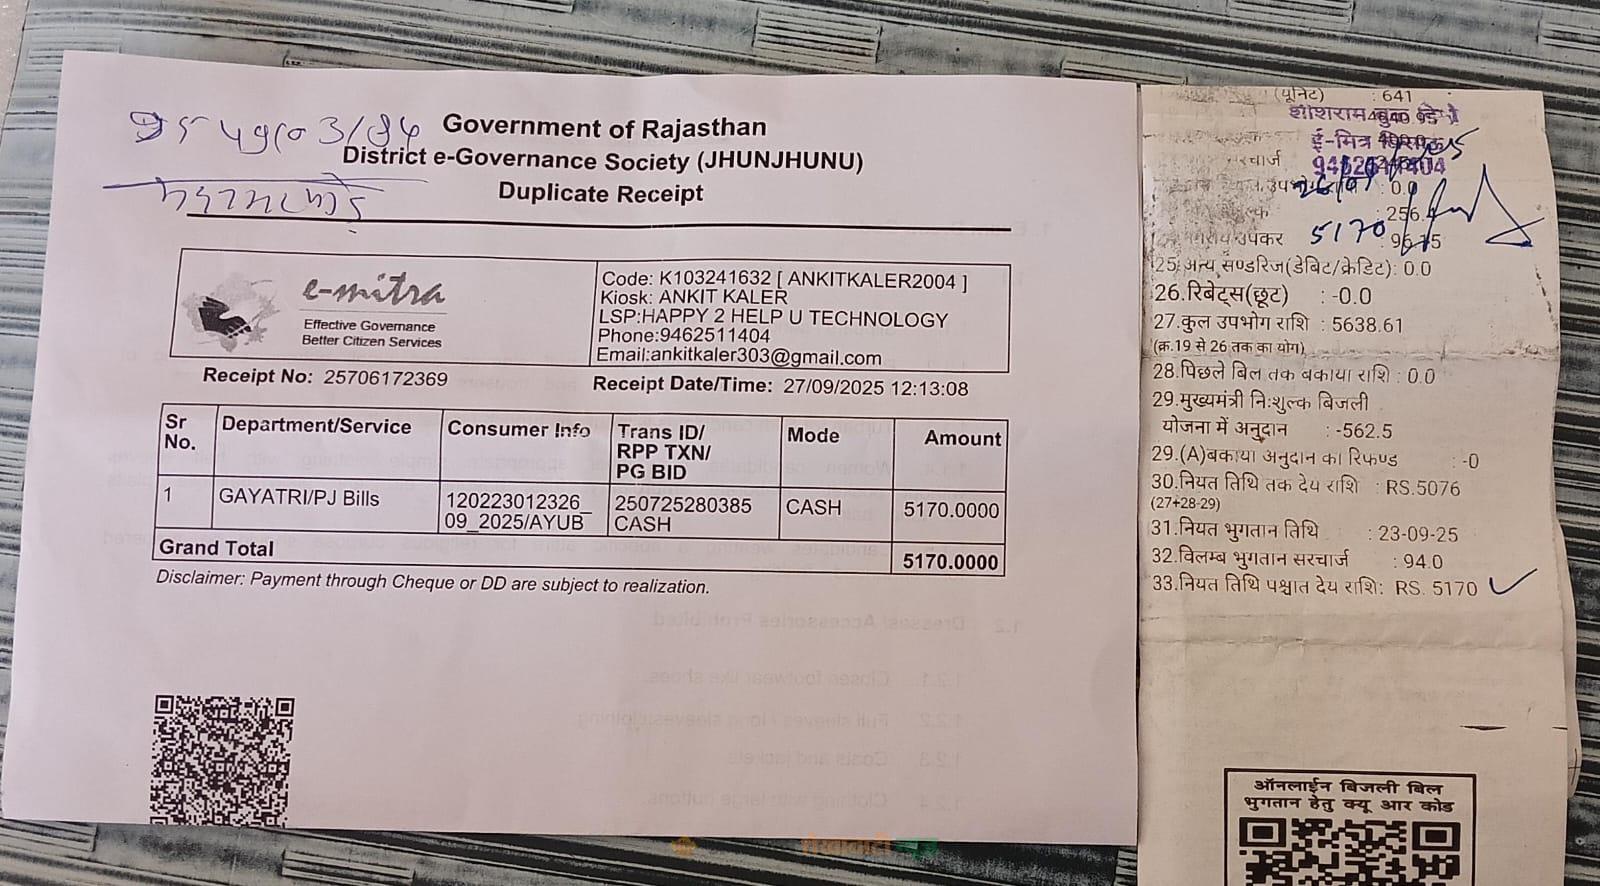 Government of Rajasthan
District e-Governance Society (JHUNJHUNU)
Duplicate Receipt
e-mitra
Effective Governance
Better Citizen Services
Code: K103241632 [ ANKITKALER2004 ]
Kiosk: ANKIT KALER
LSP:HAPPY 2 HELP U TECHNOLOGY
Phone:9462511404
Email:ankitkaler303@gmail.com
Receipt No: 25706172369
Receipt Date/Time: 27/09/2025 12:13:08
Sr No. Department/Service Consumer Info Trans ID/ RPP TXN/ PG BID Mode Amount
1 GAYATRI/PJ Bills 120223012326_ 09_2025/AYUB 250725280385 CASH CASH 5170.0000
Grand Total 5170.0000
Disclaimer: Payment through Cheque or DD are subject to realization.
(यूनिट) : 641
शीशराम
ई-मित्र
9462511404
चार्ज
: 0.0
: 256.
5170
उपकर : 96.15
25.अन्य सण्डरिज(डेबिट/क्रेडिट): 0.0
26.रिबेट्स(छूट) : -0.0
27.कुल उपभोग राशि : 5638.61
(क्र.19 से 26 तक का योग)
28.पिछले बिल तक बकाया राशि : 0.0
29.मुख्यमंत्री निःशुल्क बिजली
योजना में अनुदान : -562.5
29.(A)बकाया अनुदान का रिफण्ड : -0
30.नियत तिथि तक देय राशि : RS.5076
(27+28-29)
31.नियत भुगतान तिथि : 23-09-25
32.विलम्ब भुगतान सरचार्ज : 94.0
33.नियत तिथि पश्चात देय राशि: RS. 5170
ऑनलाईन बिजली बिल
भुगतान हेतु क्यू आर कोड
शेखावाटी न्यूज